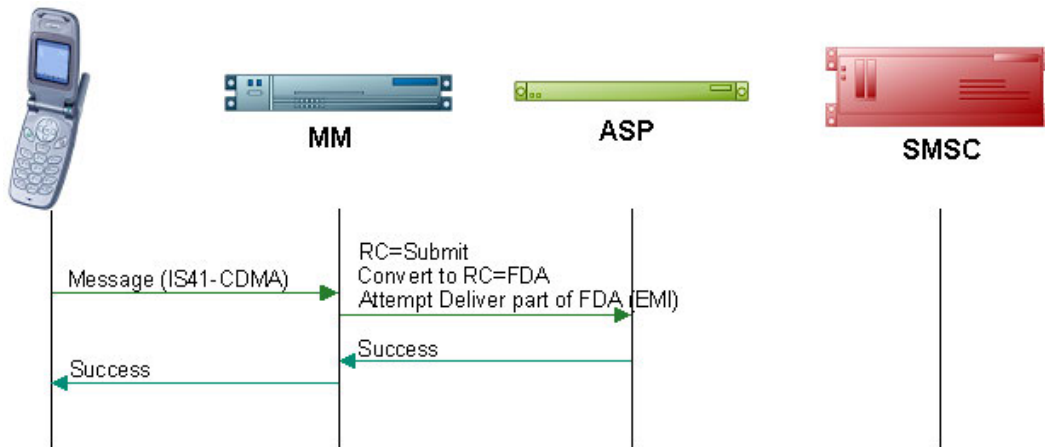 MM
ASP
SMSC
RC=Submit
Convert to RC=FDA
Message (IS41-CDMA)
Attempt Deliver part of FDA (EMI)
Success
Success